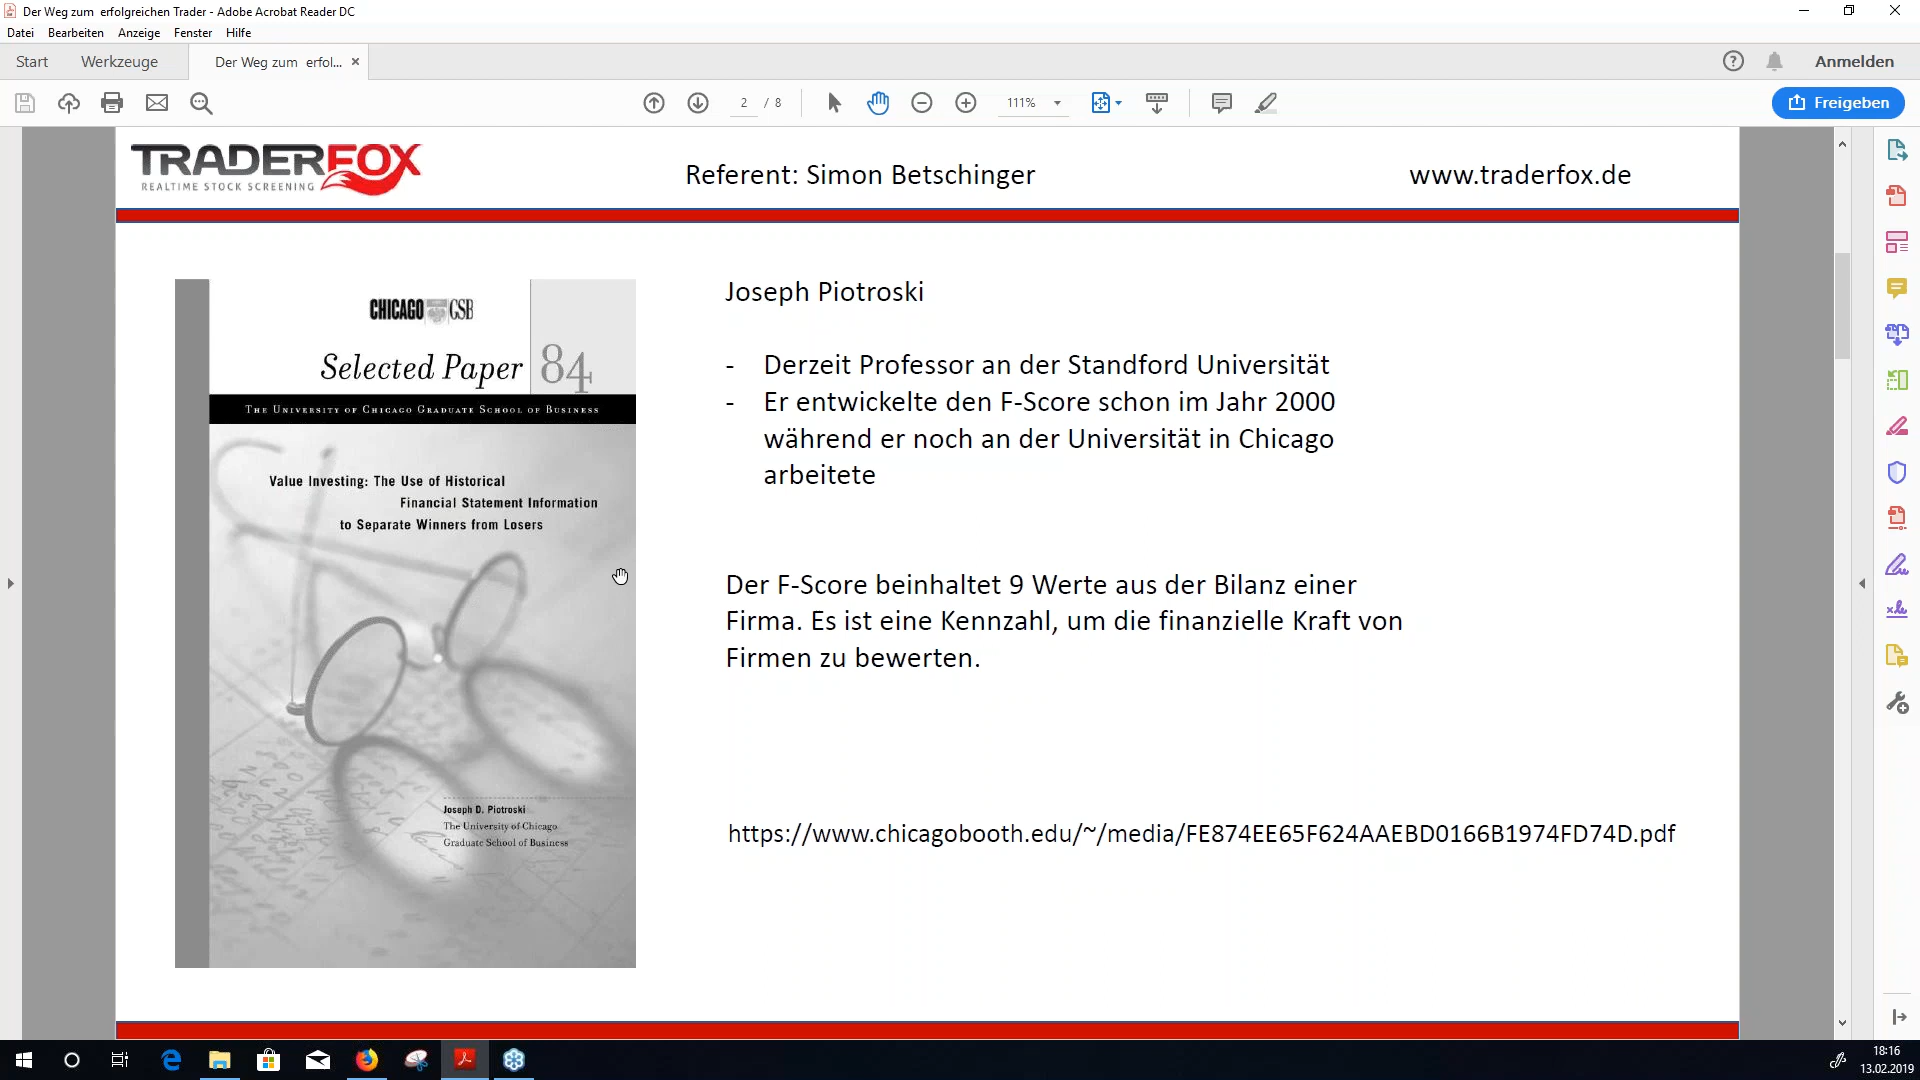 Der Weg zum  erfolgreichen Trader - Adobe Acrobat Reader DC
Datei Bearbeiten Anzeige Fenster Hilfe
Start Werkzeuge Der Weg zum  erfol... × Anmelden
2 / 8 111% Freigeben
TRADERFOX
REALTIME STOCK SCREENING
Referent: Simon Betschinger
www.traderfox.de
CHICAGO GSB
Selected Paper 84
THE UNIVERSITY OF CHICAGO GRADUATE SCHOOL OF BUSINESS
Value Investing: The Use of Historical
Financial Statement Information
to Separate Winners from Losers
Joseph D. Piotroski
The University of Chicago
Graduate School of Business
Joseph Piotroski
- Derzeit Professor an der Standford Universität
- Er entwickelte den F-Score schon im Jahr 2000
während er noch an der Universität in Chicago
arbeitete
Der F-Score beinhaltet 9 Werte aus der Bilanz einer
Firma. Es ist eine Kennzahl, um die finanzielle Kraft von
Firmen zu bewerten.
https://www.chicagobooth.edu/~/media/FE874EE65F624AAEBD0166B1974FD74D.pdf
18:16
13.02.2019